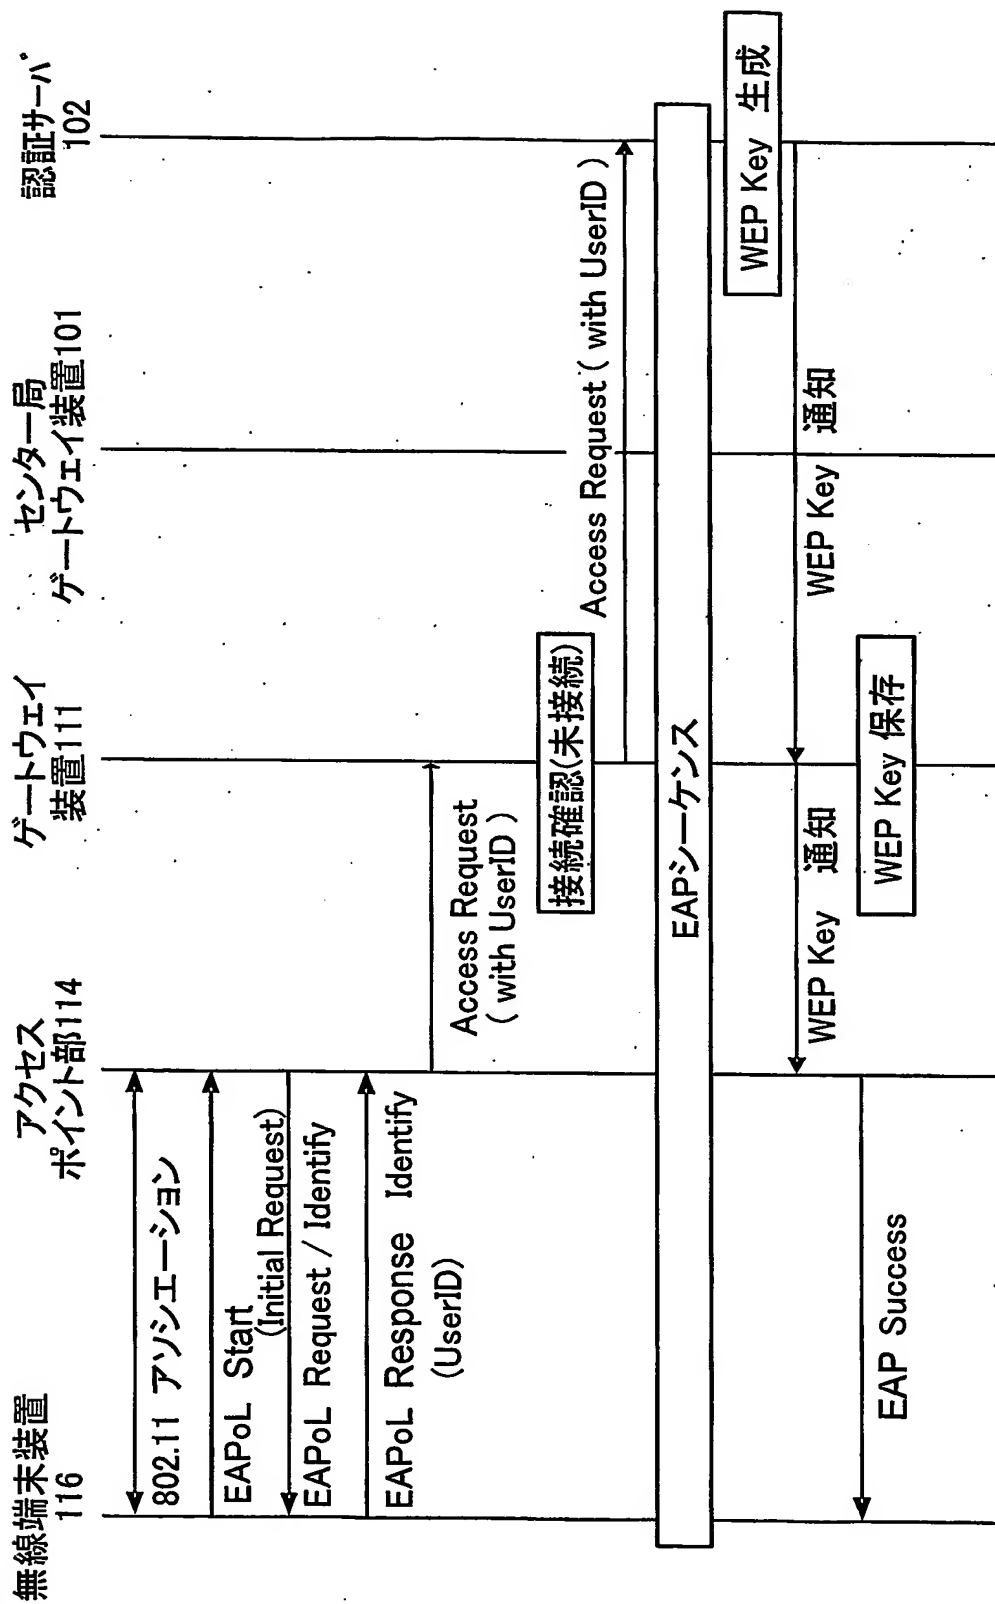 無線端末装置
116
アクセス
ポイント部114
ゲートウェイ
装置111
センター局
ゲートウェイ装置101
認証サーバ
102
802.11 アソシエーション
EAPoL Start
(Initial Request)
EAPoL Request / Identify
EAPoL Response Identify
(UserID)
Access Request
( with UserID )
接続確認(未接続)
Access Request ( with UserID )
EAPシーケンス
WEP Key 生成
WEP Key 通知
WEP Key 通知
WEP Key 保存
EAP Success